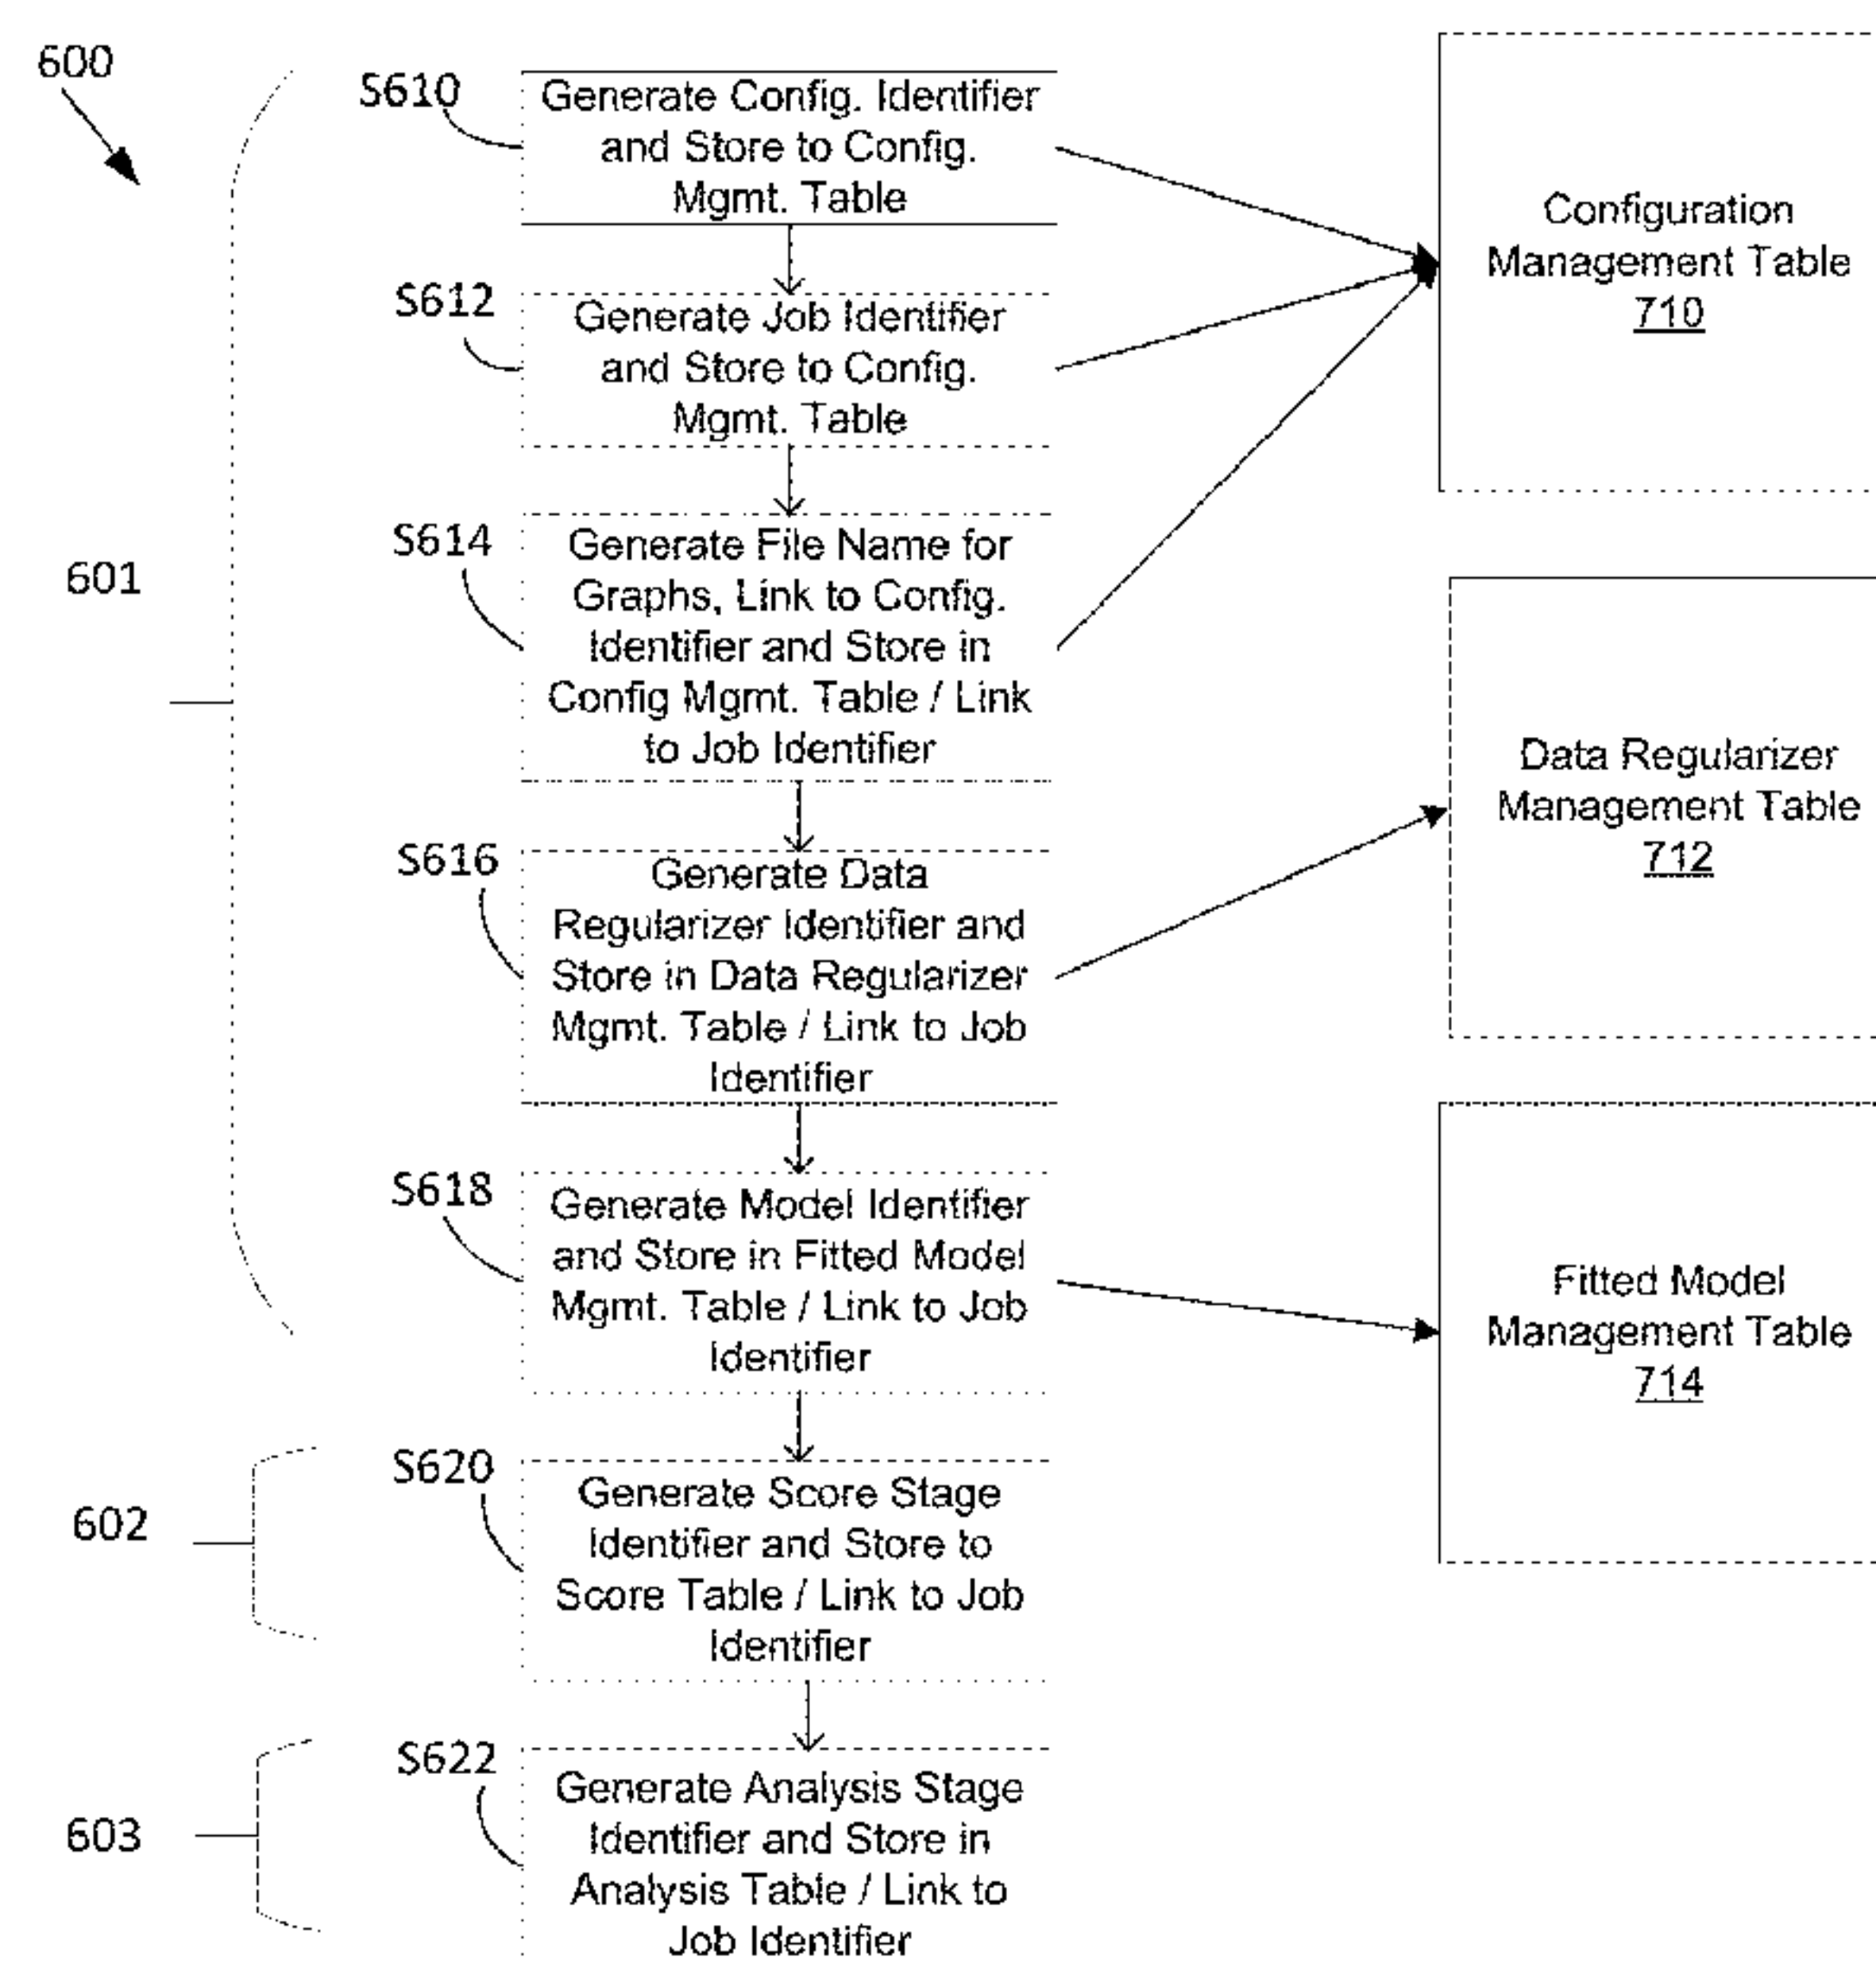 600
S610
Generate Config. Identifier
and Store to Config.
Mgmt. Table
S612
Generate Job Identifier
and Store to Config.
Mgmt. Table
S614
Generate File Name for
Graphs, Link to Config.
Identifier and Store in
Config Mgmt. Table / Link
to Job Identifier
601
S616
Generate Data
Regularizer Identifier and
Store in Data Regularizer
Mgmt. Table / Link to Job
Identifier
S618
Generate Model Identifier
and Store in Fitted Model
Mgmt. Table / Link to Job
Identifier
602
S620
Generate Score Stage
Identifier and Store to
Score Table / Link to Job
Identifier
603
S622
Generate Analysis Stage
Identifier and Store in
Analysis Table / Link to
Job Identifier
Configuration
Management Table
710
Data Regularizer
Management Table
712
Fitted Model
Management Table
714